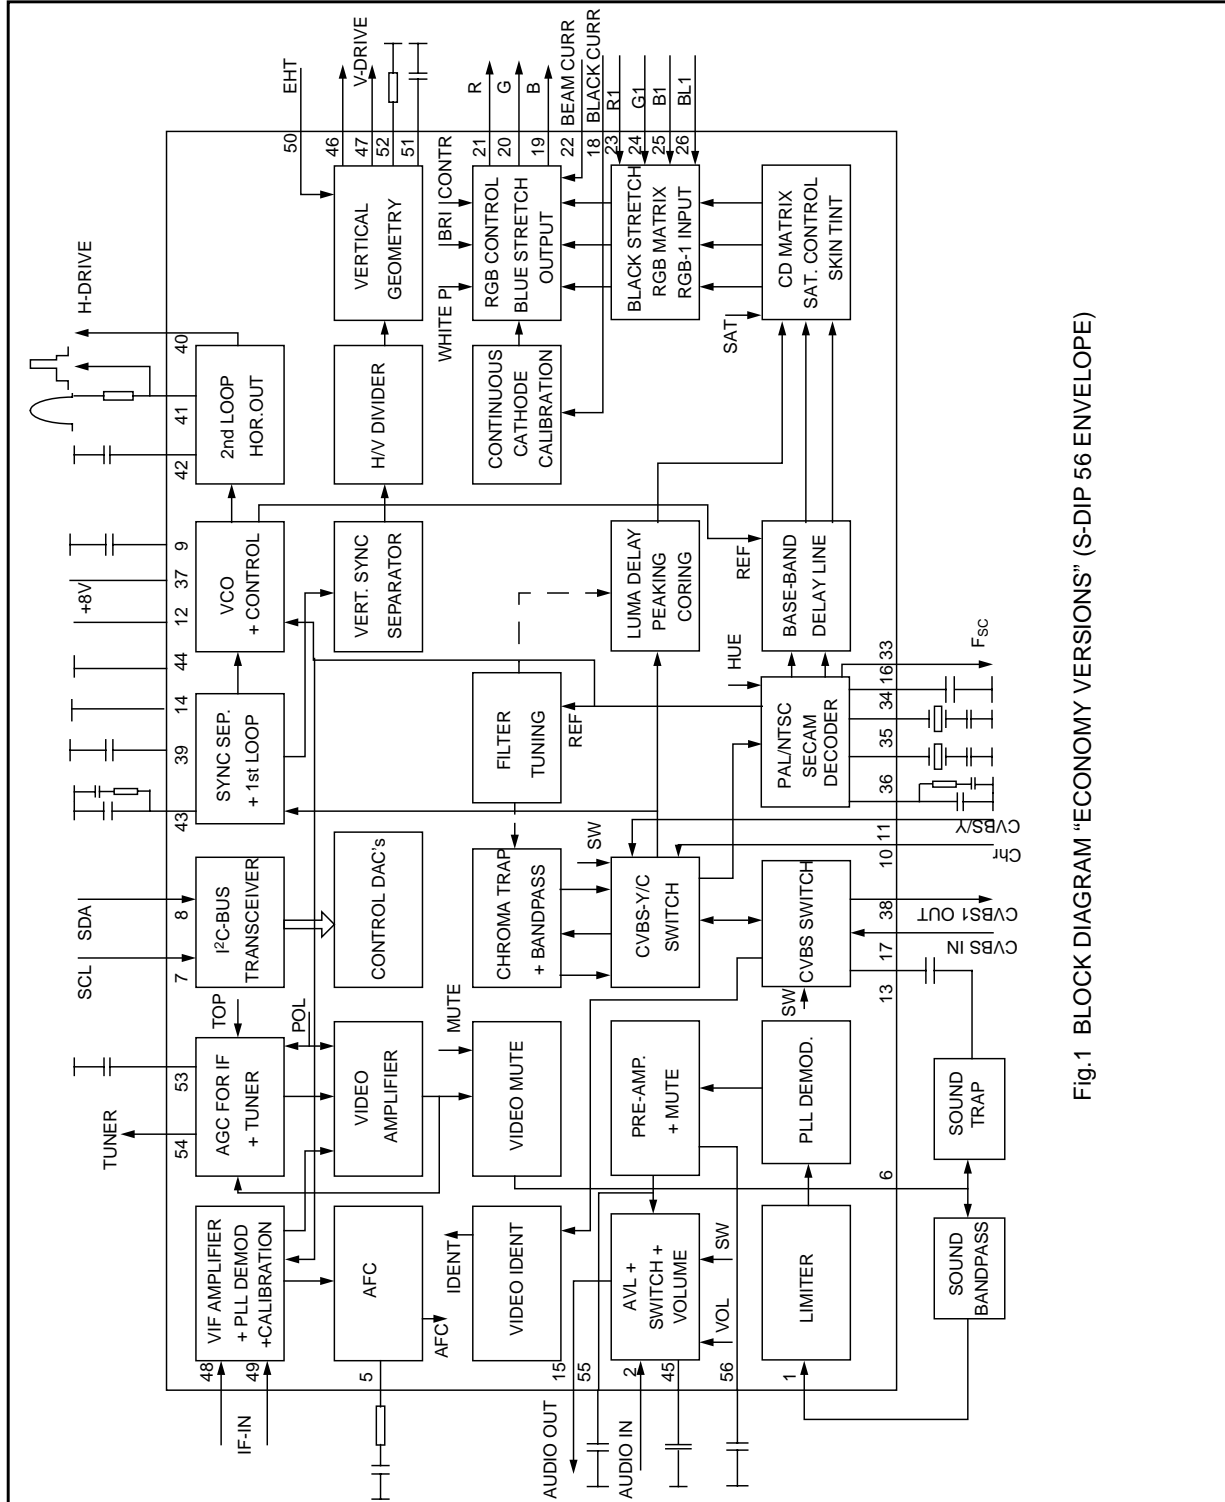 TUNER
54
53
TOP
POL
SCL
SDA
7
8
43
39
14
44
12
+8V
37
9
42
41
40
H-DRIVE
EHT
50
46
47
V-DRIVE
52
51
IF-IN
48
49
VIF AMPLIFIER
+ PLL DEMOD
+CALIBRATION
AGC FOR IF
+ TUNER
I²C-BUS
TRANSCEIVER
SYNC SEP.
+ 1st LOOP
VCO
+ CONTROL
2nd LOOP
HOR.OUT
5
AFC
AFC
VIDEO
AMPLIFIER
CONTROL DAC's
VERT. SYNC
SEPARATOR
H/V DIVIDER
VERTICAL
GEOMETRY
IDENT
MUTE
VIDEO IDENT
VIDEO MUTE
CHROMA TRAP
+ BANDPASS
FILTER
TUNING
REF
CONTINUOUS
CATHODE
CALIBRATION
WHITE P
BRI
CONTR
RGB CONTROL
BLUE STRETCH
OUTPUT
21
R
20
G
19
B
22
BEAM CURR
18
BLACK CURR
AUDIO OUT
15
55
AUDIO IN
2
45
56
AVL +
SWITCH +
VOLUME
VOL
SW
PRE-AMP.
+ MUTE
SW
CVBS-Y/C
SWITCH
LUMA DELAY
PEAKING
CORING
BLACK STRETCH
RGB MATRIX
RGB-1 INPUT
23
R1
24
G1
25
B1
26
BL1
1
LIMITER
PLL DEMOD.
SW
CVBS SWITCH
HUE
PAL/NTSC
SECAM
DECODER
REF
BASE-BAND
DELAY LINE
SAT
CD MATRIX
SAT. CONTROL
SKIN TINT
6
13
17
38
10
11
36
35
34
16
33
CVBS IN
CVBS1 OUT
Chr
CVBS/Y
FSC
SOUND
BANDPASS
SOUND
TRAP
Fig.1 BLOCK DIAGRAM “ECONOMY VERSIONS” (S-DIP 56 ENVELOPE)